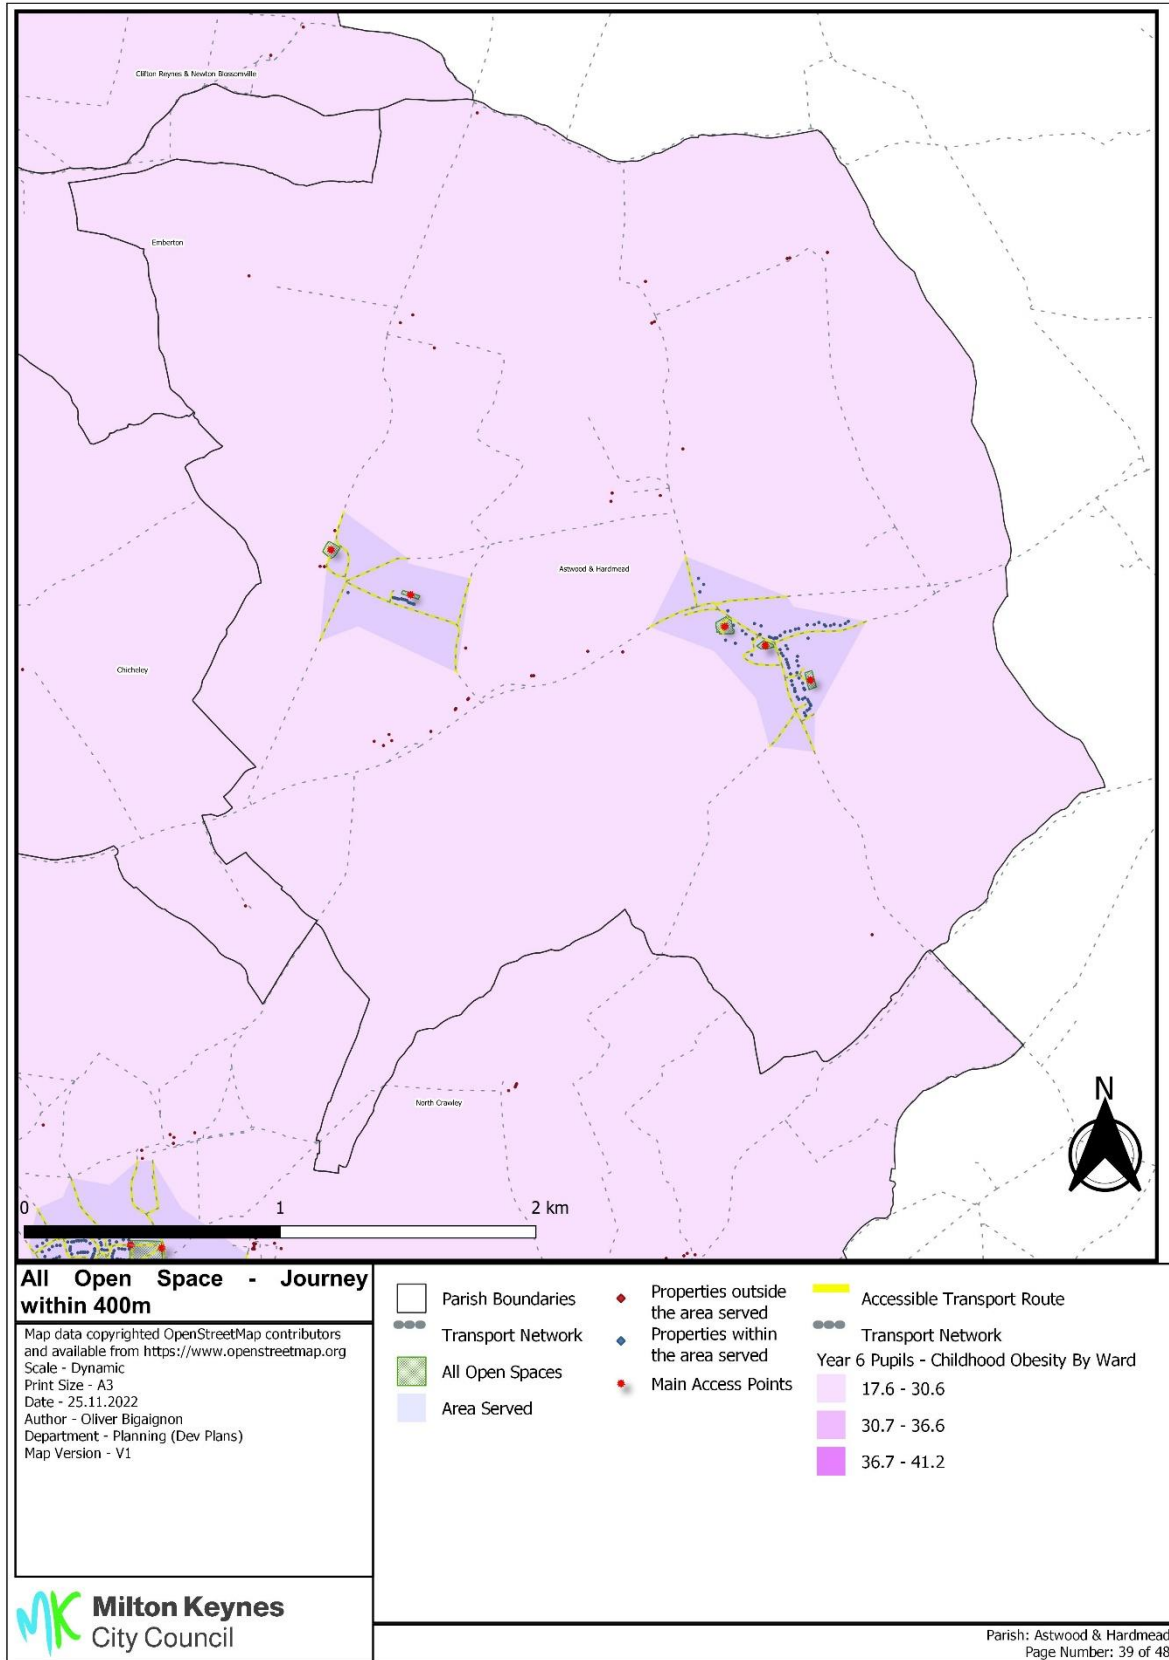 Clifton Reynes & Newton Blossomville
Emberton
Astwood & Hardmead
Chicheley
North Crawley
N
0 1 2 km
All Open Space - Journey
within 400m
Map data copyrighted OpenStreetMap contributors
and available from https://www.openstreetmap.org
Scale - Dynamic
Print Size - A3
Date - 25.11.2022
Author - Oliver Bigaignon
Department - Planning (Dev Plans)
Map Version - V1
MK Milton Keynes
City Council
Parish Boundaries
Transport Network
All Open Spaces
Area Served
Properties outside
the area served
Properties within
the area served
Main Access Points
Accessible Transport Route
Transport Network
Year 6 Pupils - Childhood Obesity By Ward
17.6 - 30.6
30.7 - 36.6
36.7 - 41.2
Parish: Astwood & Hardmead
Page Number: 39 of 48